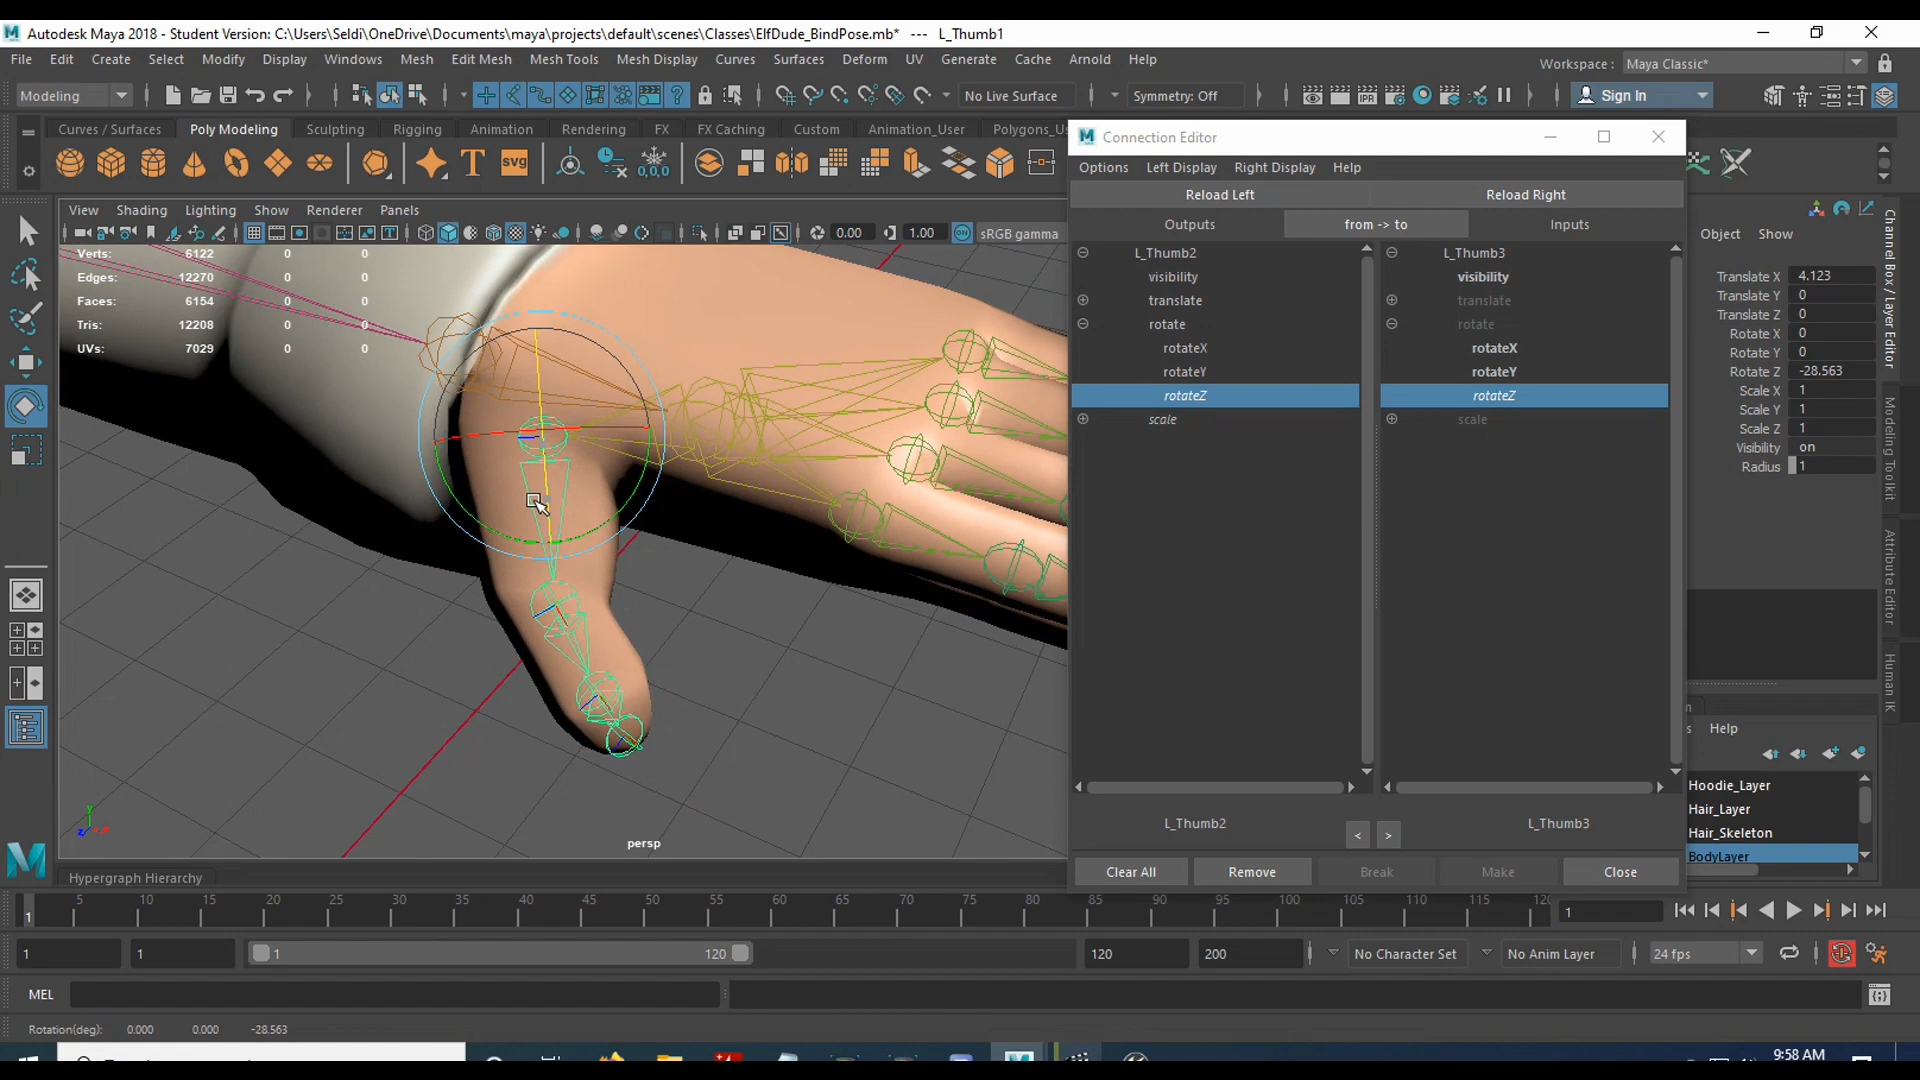 Autodesk Maya 2018 - Student Version: C:\Users\Seldi\OneDrive\Documents\maya\projects\default\scenes\Classes\ElfDude_BindPose.mb* --- L_Thumb1
File Edit Create Select Modify Display Windows Mesh Edit Mesh Mesh Tools Mesh Display Curves Surfaces Deform UV Generate Cache Arnold Help
Workspace : Maya Classic*
Modeling
No Live Surface
Symmetry: Off
IPR
Sign In
Curves / Surfaces Poly Modeling Sculpting Rigging Animation Rendering FX FX Caching Custom Animation_User Polygons_U
svg
0,0,0
View Shading Lighting Show Renderer Panels
0.00 1.00 sRGB gamma
Verts: 6122 0 0
Edges: 12270 0 0
Faces: 6154 0 0
Tris: 12208 0 0
UVs: 7029 0 0
persp
Connection Editor
Options Left Display Right Display Help
Reload Left Reload Right
Outputs from -> to Inputs
L_Thumb2 L_Thumb3
visibility visibility
translate translate
rotate rotate
rotateX rotateX
rotateY rotateY
rotateZ rotateZ
scale scale
L_Thumb2 < > L_Thumb3
Clear All Remove Break Make Close
Object Show
Translate X 4.123
Translate Y 0
Translate Z 0
Rotate X 0
Rotate Y 0
Rotate Z -28.563
Scale X 1
Scale Y 1
Scale Z 1
Visibility on
Radius 1
Channel Box / Layer Editor
Modeling Toolkit
Attribute Editor
Human IK
s Help
Hoodie_Layer
Hair_Layer
Hair_Skeleton
BodyLayer
Hypergraph Hierarchy
1 5 10 15 20 25 30 35 40 45 50 55 60 65 70 75 80 85 90 95 100 105 110 115 12 1
1 1 1 120 120 200 No Character Set No Anim Layer 24 fps
MEL
Rotation(deg): 0.000 0.000 -28.563
9:58 AM